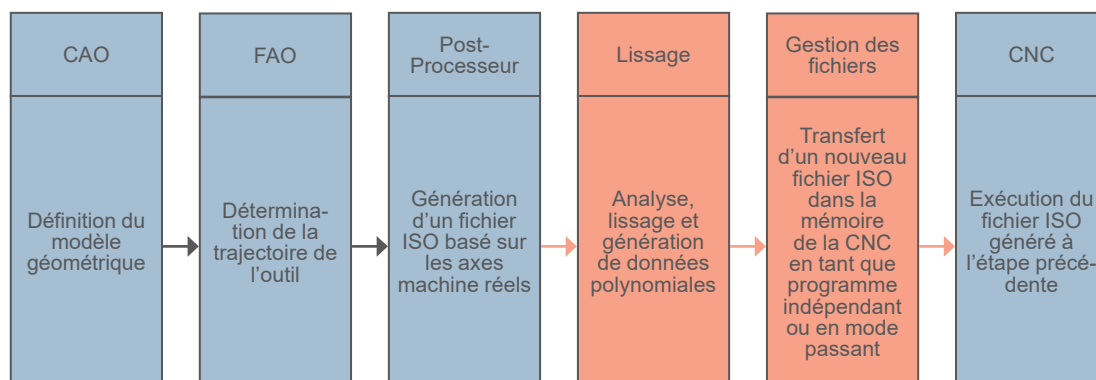 CAO
Définition du
modèle
géométrique
FAO
Détermina-
tion de la
trajectoire de
l’outil
Post-
Processeur
Génération
d’un fichier
ISO basé sur
les axes
machine réels
Lissage
Analyse,
lissage et
génération
de données
polynomiales
Gestion des
fichiers
Transfert
d’un nouveau
fichier ISO
dans la
mémoire
de la CNC
en tant que
programme
indépendant
ou en mode
passant
CNC
Exécution du
fichier ISO
généré à
l’étape précé-
dente